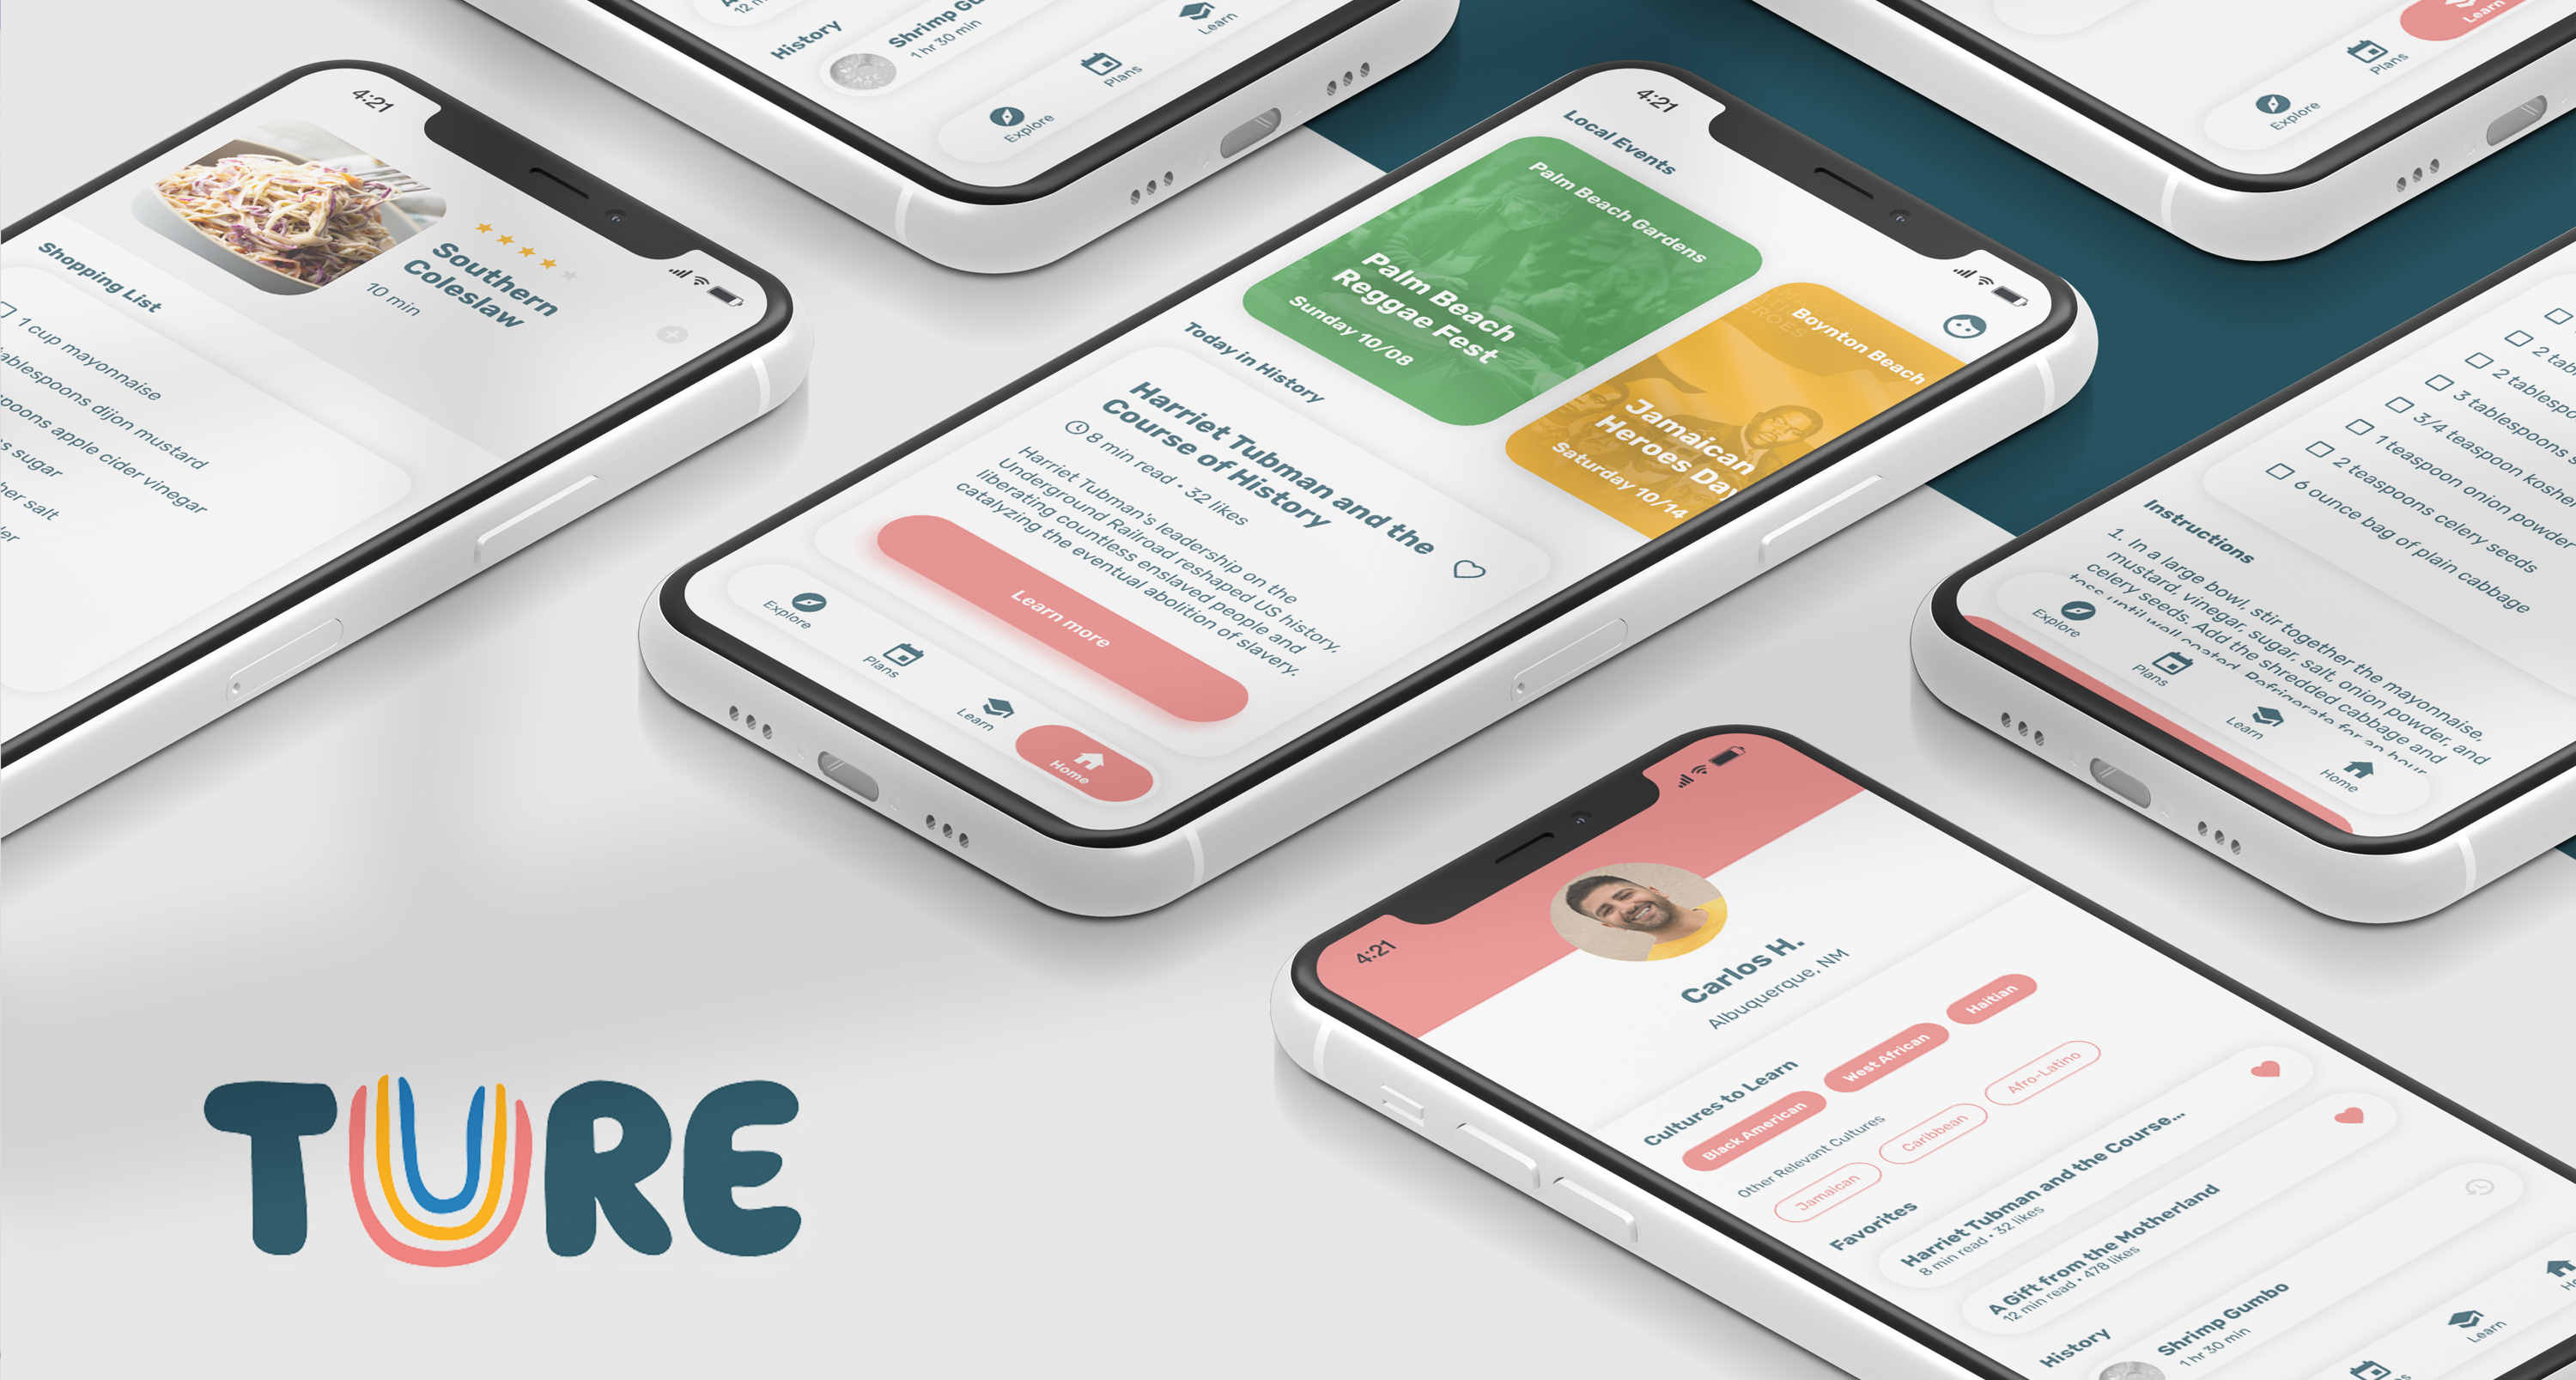 12 m
History
Shrimp Gu
1 hr 30 min
Explore
Plans
Learn
Explore
Plans
Learn
4:21
Southern
Coleslaw
10 min
Shopping List
1 cup mayonnaise
tablespoons dijon mustard
spoons apple cider vinegar
s sugar
her salt
er
4:21
Local Events
Palm Beach Gardens
Palm Beach
Reggae Fest
Sunday 10/08
Boynton Beach
Jamaican
Heroes Day
Saturday 10/14
Today in History
Harriet Tubman and the
Course of History
8 min read • 32 likes
Harriet Tubman's leadership on the
Underground Railroad reshaped US history,
liberating countless enslaved people and
catalyzing the eventual abolition of slavery.
Learn more
Explore
Plans
Learn
Home
2 tab
2 tablespo
3 tablespoons s
3/4 teaspoon kosher
1 teaspoon onion powder
2 teaspoons celery seeds
6 ounce bag of plain cabbage
Instructions
1. In a large bowl, stir together the mayonnaise,
mustard, vinegar, sugar, salt, onion powder, and
celery seeds. Add the shredded cabbage and
toss until well coated. Refrigerate for an hour
Explore
Plans
Learn
Home
4:21
Carlos H.
Albuquerque, NM
Cultures to Learn
Black American
West African
Haitian
Other Relevant Cultures
Jamaican
Caribbean
Afro-Latino
Favorites
Harriet Tubman and the Course...
8 min read • 32 likes
A Gift from the Motherland
12 min read • 478 likes
History
Shrimp Gumbo
1 hr 30 min
Learn
TURE